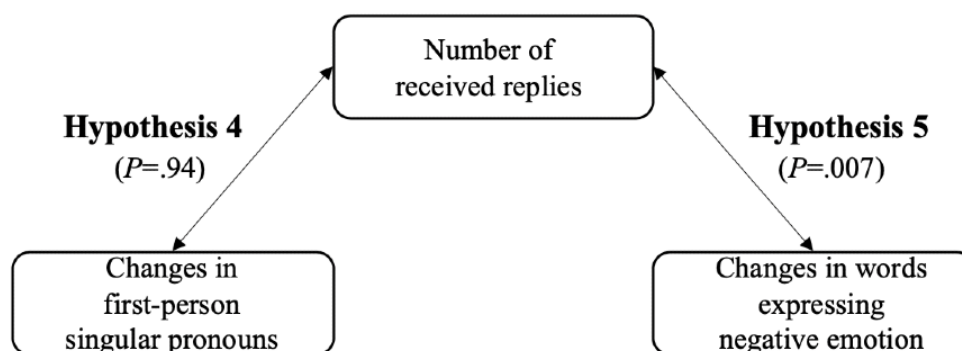 Number of
received replies
Hypothesis 4
(P=.94)
Hypothesis 5
(P=.007)
Changes in
first-person
singular pronouns
Changes in words
expressing
negative emotion